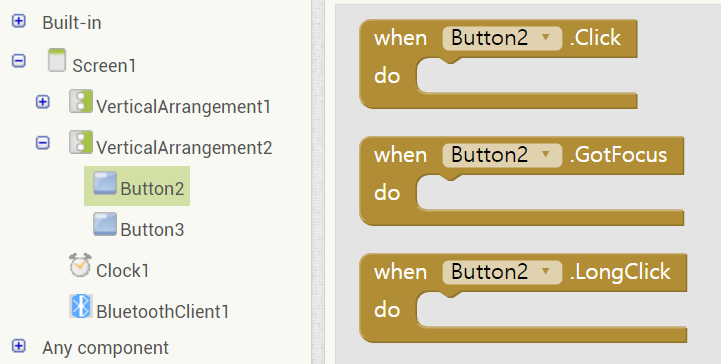 Built-in
Screen1
VerticalArrangement1
VerticalArrangement2
Button2
Button3
Clock1
BluetoothClient1
Any component
when Button2 .Click
do
when Button2 .GotFocus
do
when Button2 .LongClick
do